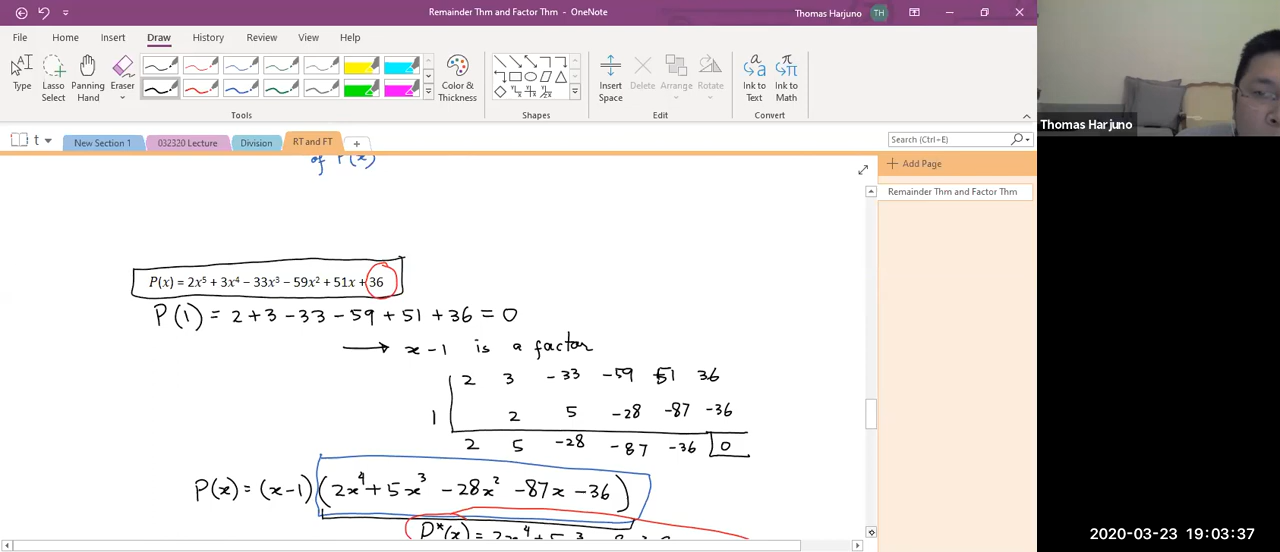 Remainder Thm and Factor Thm - OneNote
Thomas Harjuno
TH
File
Home
Insert
Draw
History
Review
View
Help
Type
Lasso Select
Panning Hand
Eraser
Color & Thickness
Insert Space
Delete
Arrange
Rotate
Ink to Text
Ink to Math
Tools
Shapes
Edit
Convert
Thomas Harjuno
t
New Section 1
032320 Lecture
Division
RT and FT
Search (Ctrl+E)
Add Page
Remainder Thm and Factor Thm
of P(x)
P(x) = 2x⁵ + 3x⁴ − 33x³ − 59x² + 51x + 36
P(1) = 2 + 3 - 33 - 59 + 51 + 36 = 0
→ x - 1 is a factor
2 3 -33 -59 51 36
1 2 5 -28 -87 -36
2 5 -28 -87 -36 0
P(x) = (x-1)(2x⁴ + 5x³ - 28x² - 87x - 36)
P*(x) = 2x⁴ + 5x³
2020-03-23 19:03:37